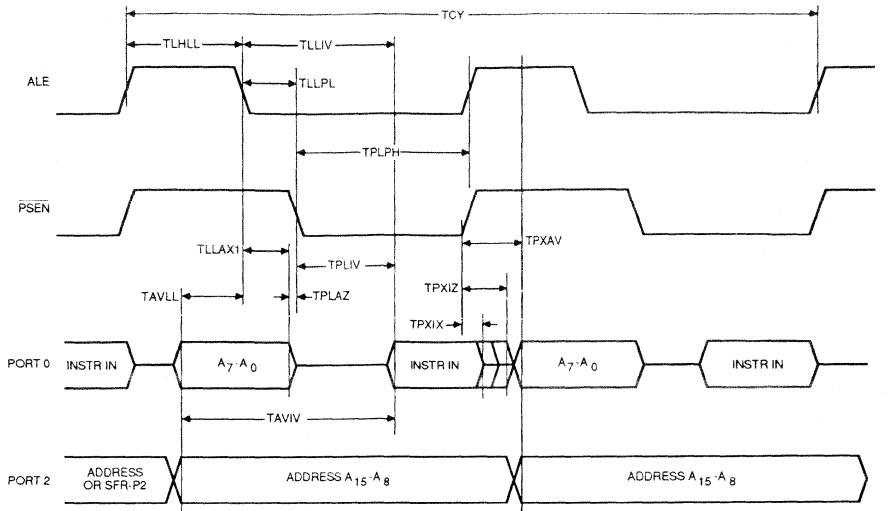 TCY
TLHLL
TLLIV
ALE
TLLPL
TPLPH
PSEN
TLLAX1
TPXAV
TPLIV
TAVLL
TPLAZ
TPXIZ
TPXIX
PORT 0
INSTR IN
A7-A0
INSTR IN
A7-A0
INSTR IN
TAVIV
PORT 2
ADDRESS
OR SFR-P2
ADDRESS A15-A8
ADDRESS A15-A8